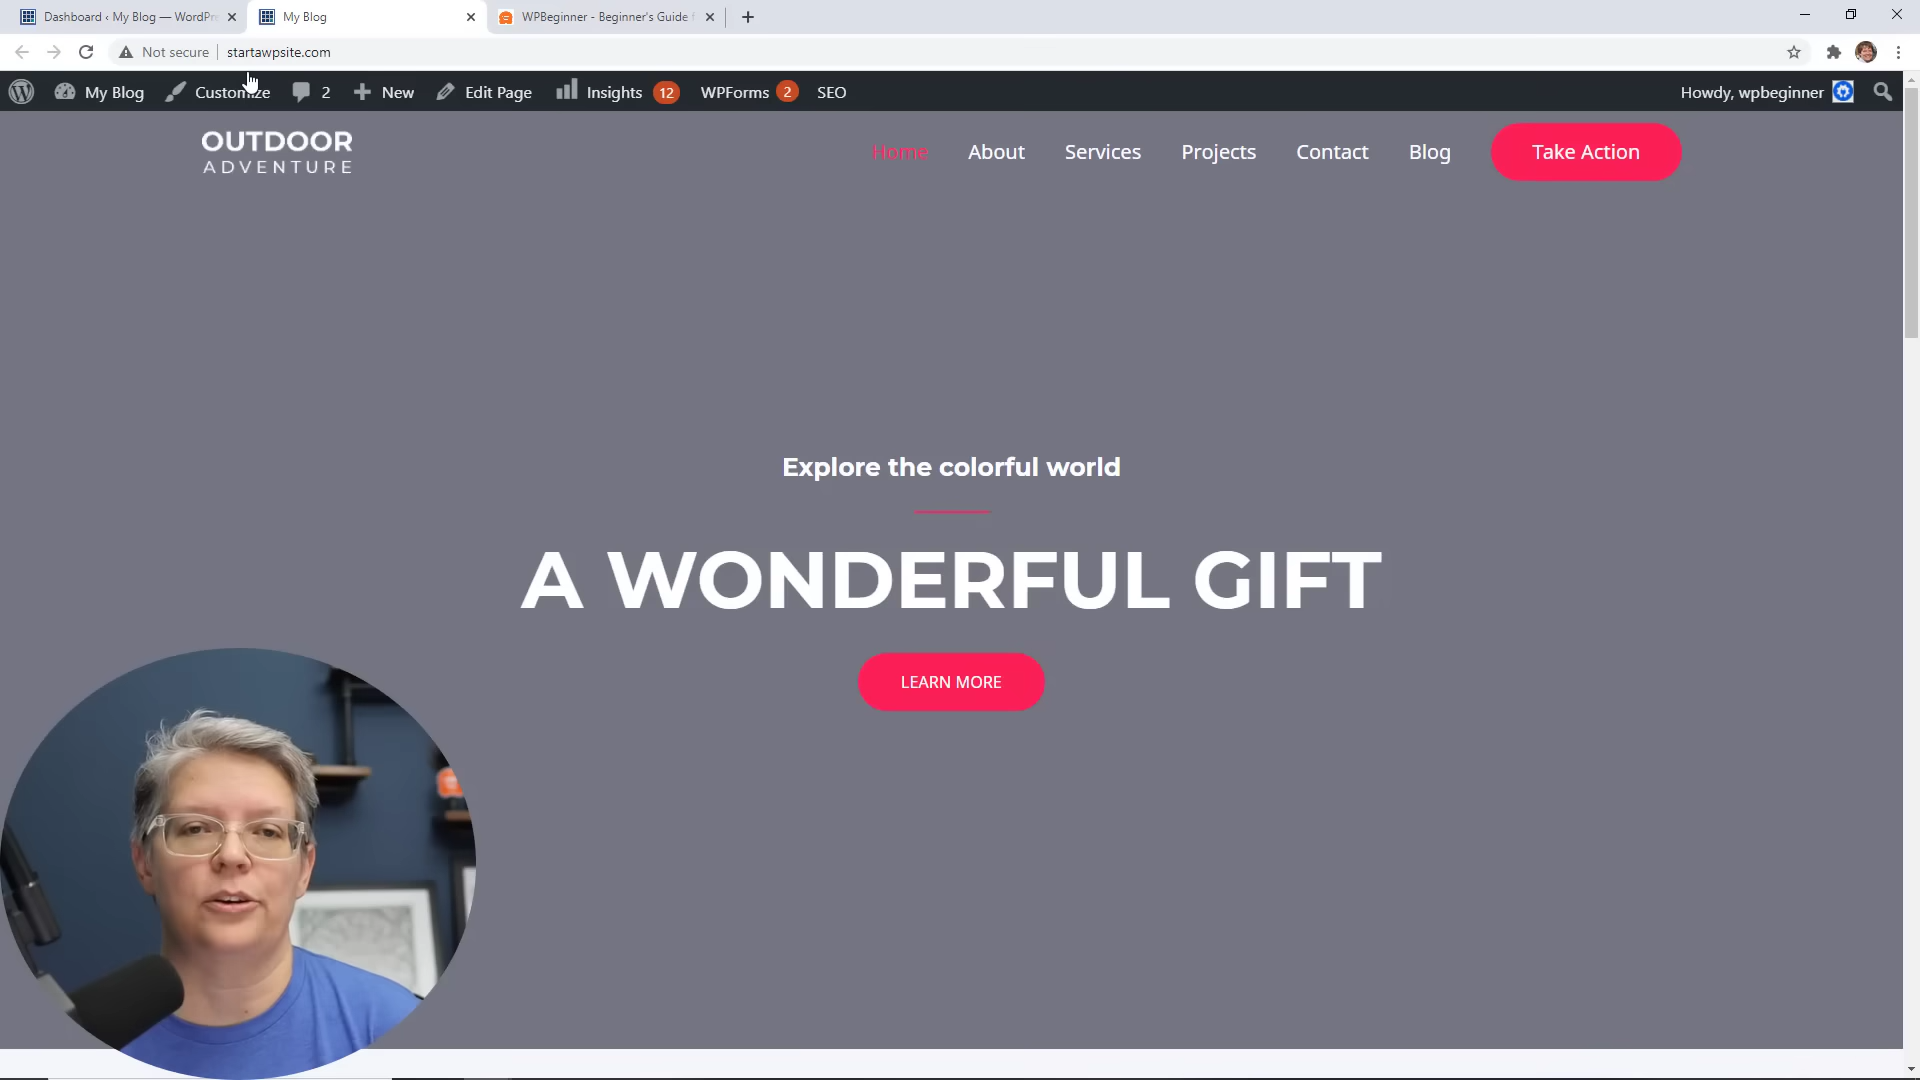 Dashboard ‹ My Blog — WordPr
My Blog
WPBeginner - Beginner's Guide f
Not secure
startawpsite.com
My Blog
Customize
2
New
Edit Page
Insights
12
WPForms
2
SEO
Howdy, wpbeginner
OUTDOOR
ADVENTURE
Home
About
Services
Projects
Contact
Blog
Take Action
Explore the colorful world
A WONDERFUL GIFT
LEARN MORE